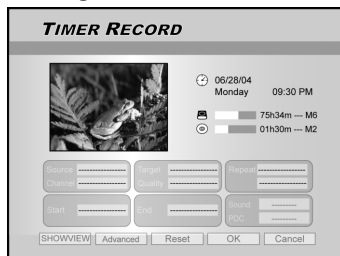 TIMER RECORD
06/28/04
Monday 09:30 PM
75h34m --- M6
01h30m --- M2
Source ---------------- Target ---------------- Repeat ----------------
Channel ---------------- Quality ---------------- ----------------
Start ---------------- End ---------------- Sound ---------
PDC ---------
SHOWVIEW Advanced Reset OK Cancel